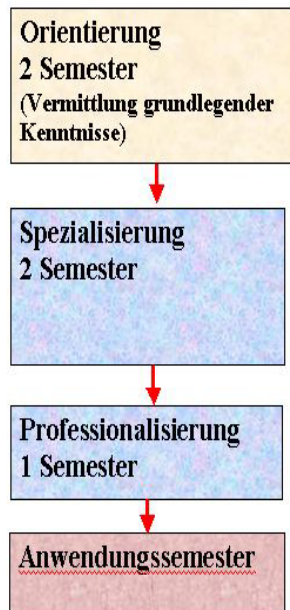 Orientierung
2 Semester
(Vermittlung grundlegender
Kenntnisse)
Spezialisierung
2 Semester
Professionalisierung
1 Semester
Anwendungssemester